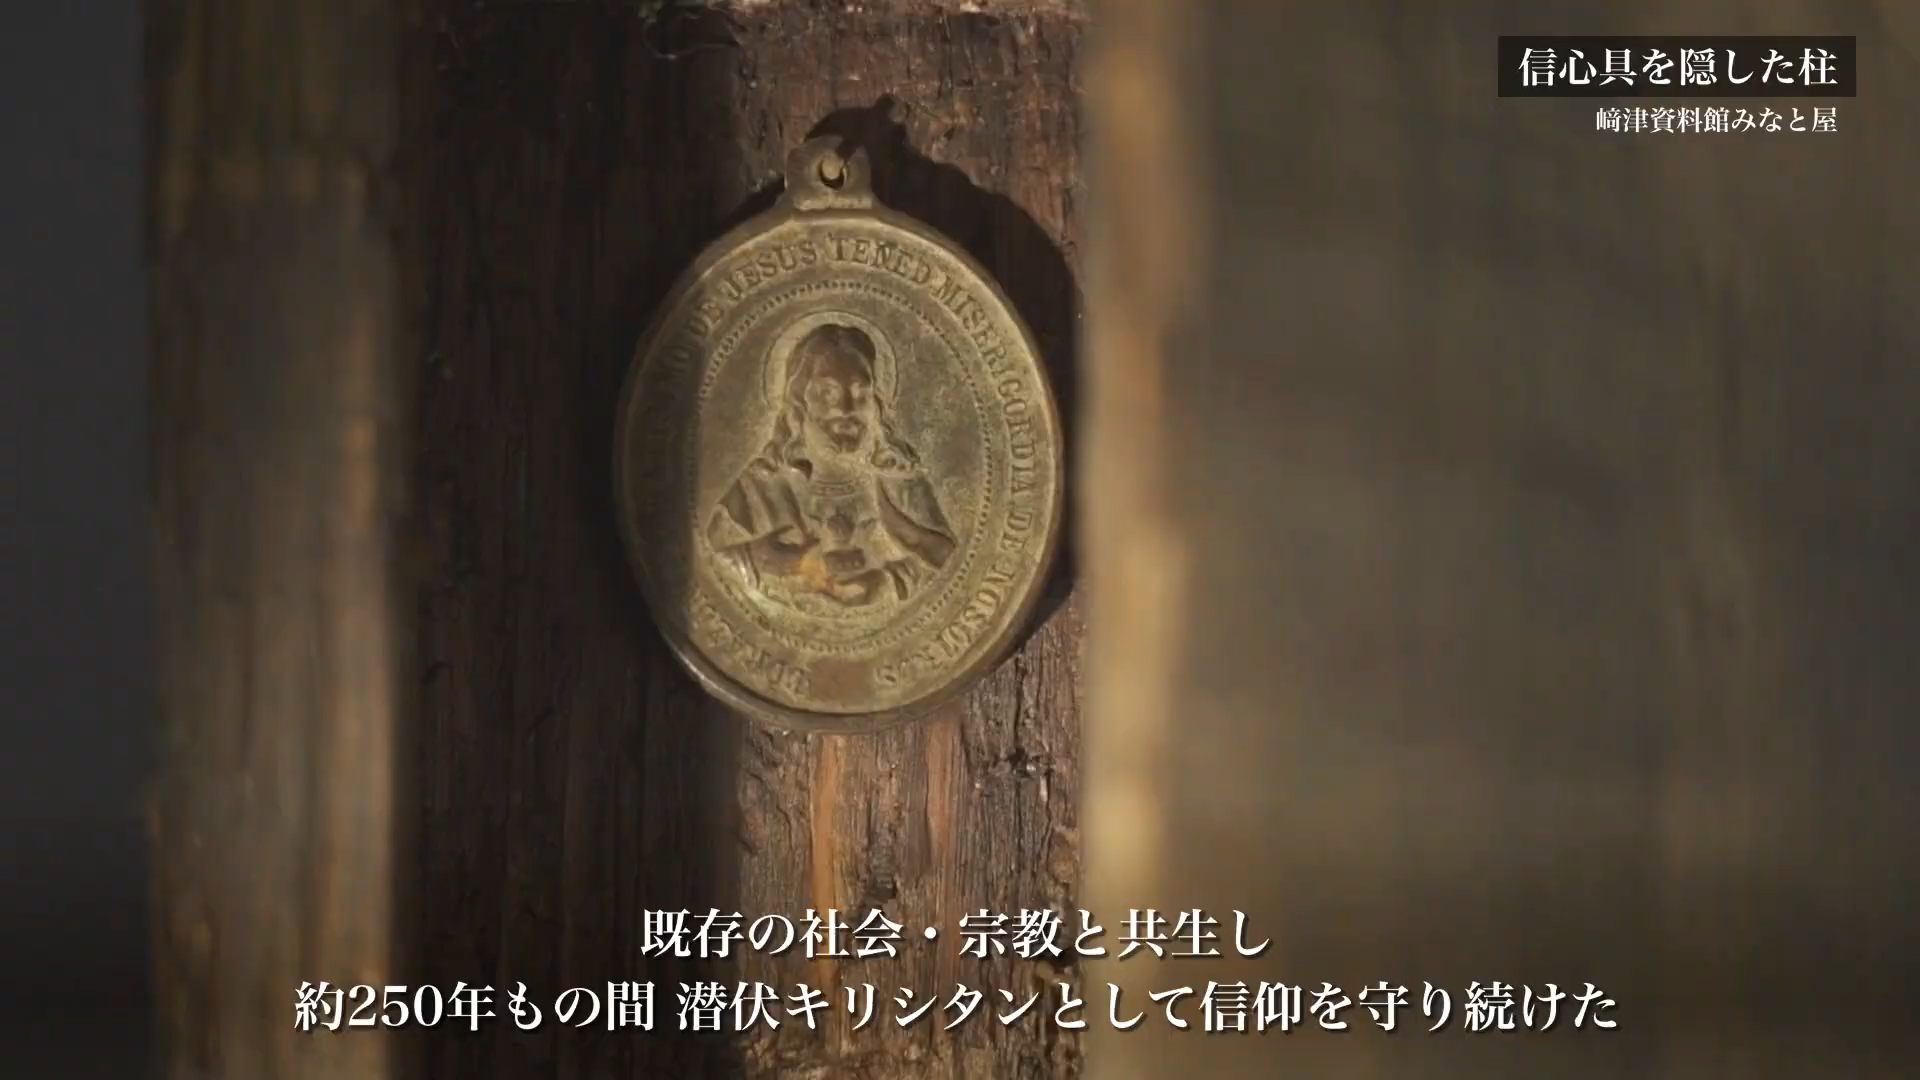 信心具を隠した柱
﨑津資料館みなと屋
DE JESUS TENED MISERICORDIA DE NOSOTROS
既存の社会・宗教と共生し
約250年もの間 潜伏キリシタンとして信仰を守り続けた